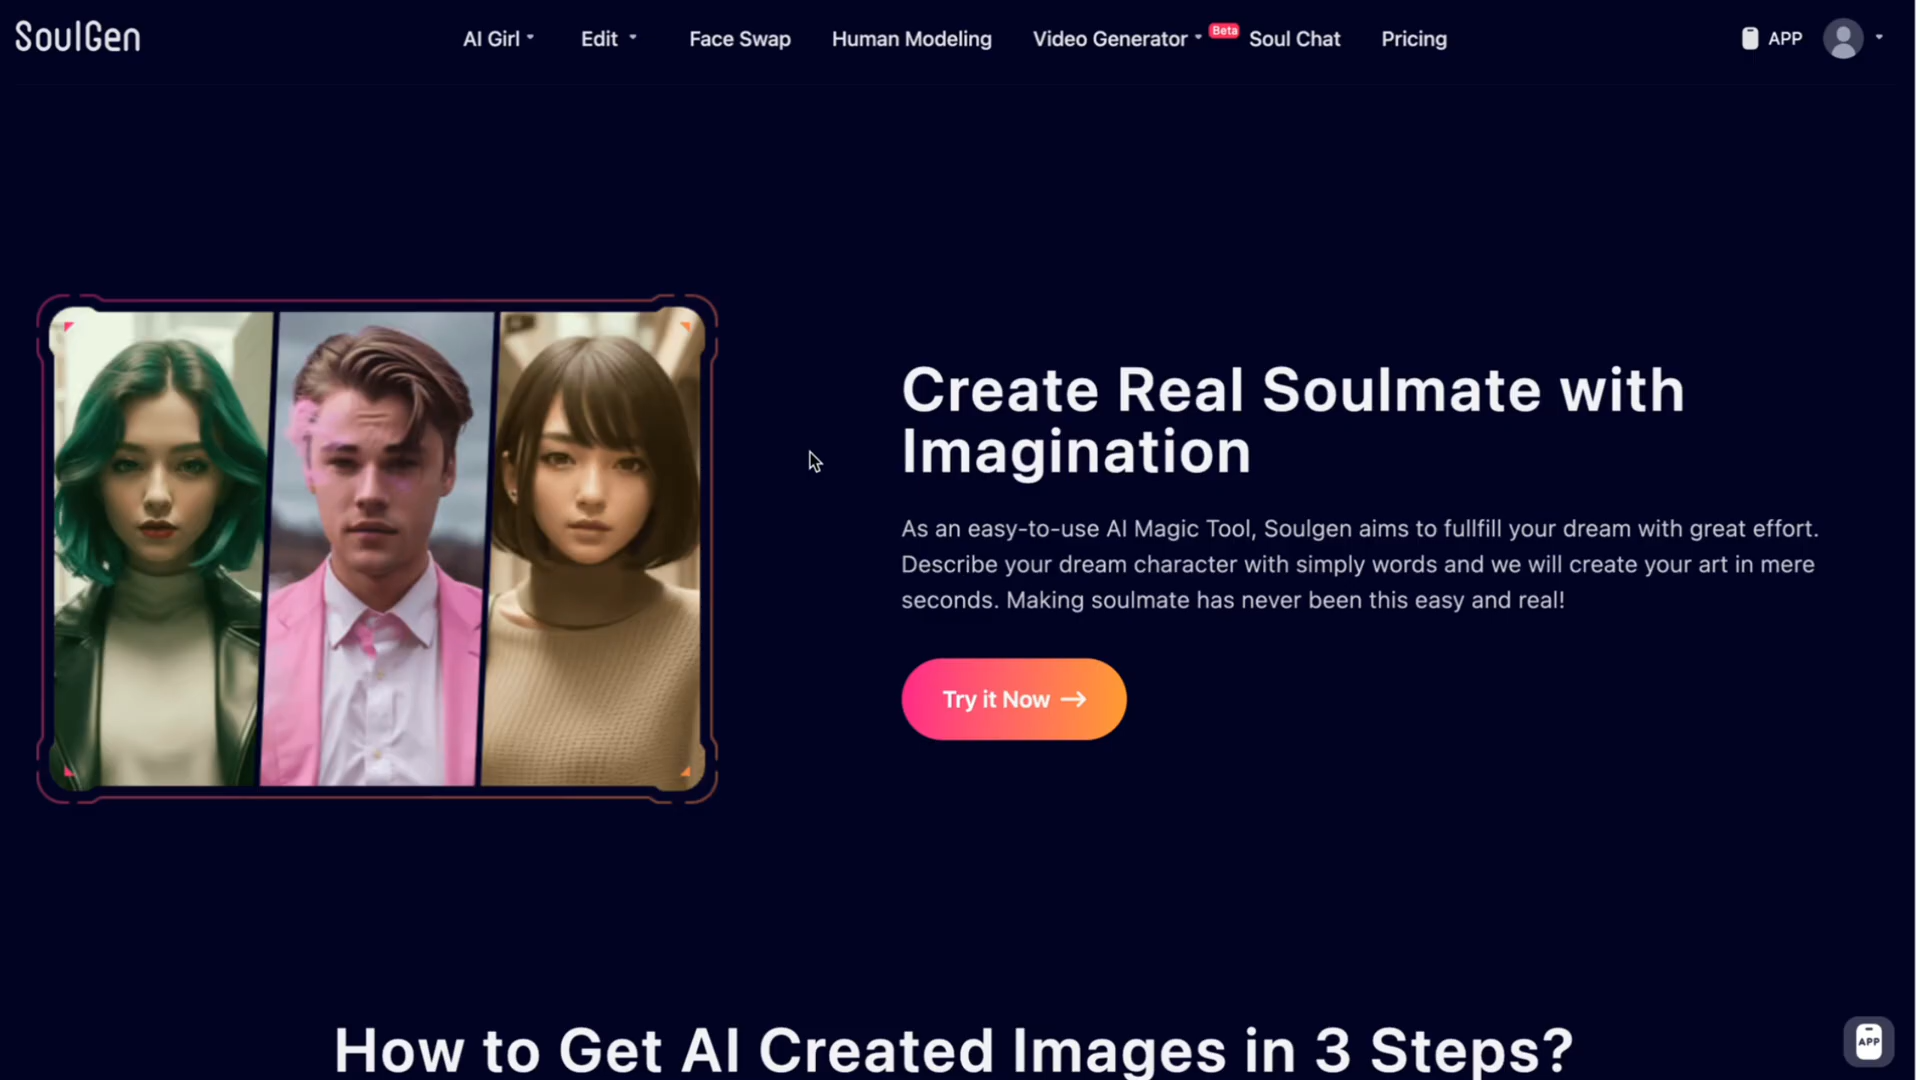 SoulGen
AI Girl
Edit
Face Swap
Human Modeling
Video Generator
Beta
Soul Chat
Pricing
APP
Create Real Soulmate with
Imagination
As an easy-to-use AI Magic Tool, Soulgen aims to fullfill your dream with great effort.
Describe your dream character with simply words and we will create your art in mere
seconds. Making soulmate has never been this easy and real!
Try it Now →
How to Get AI Created Images in 3 Steps?
APP